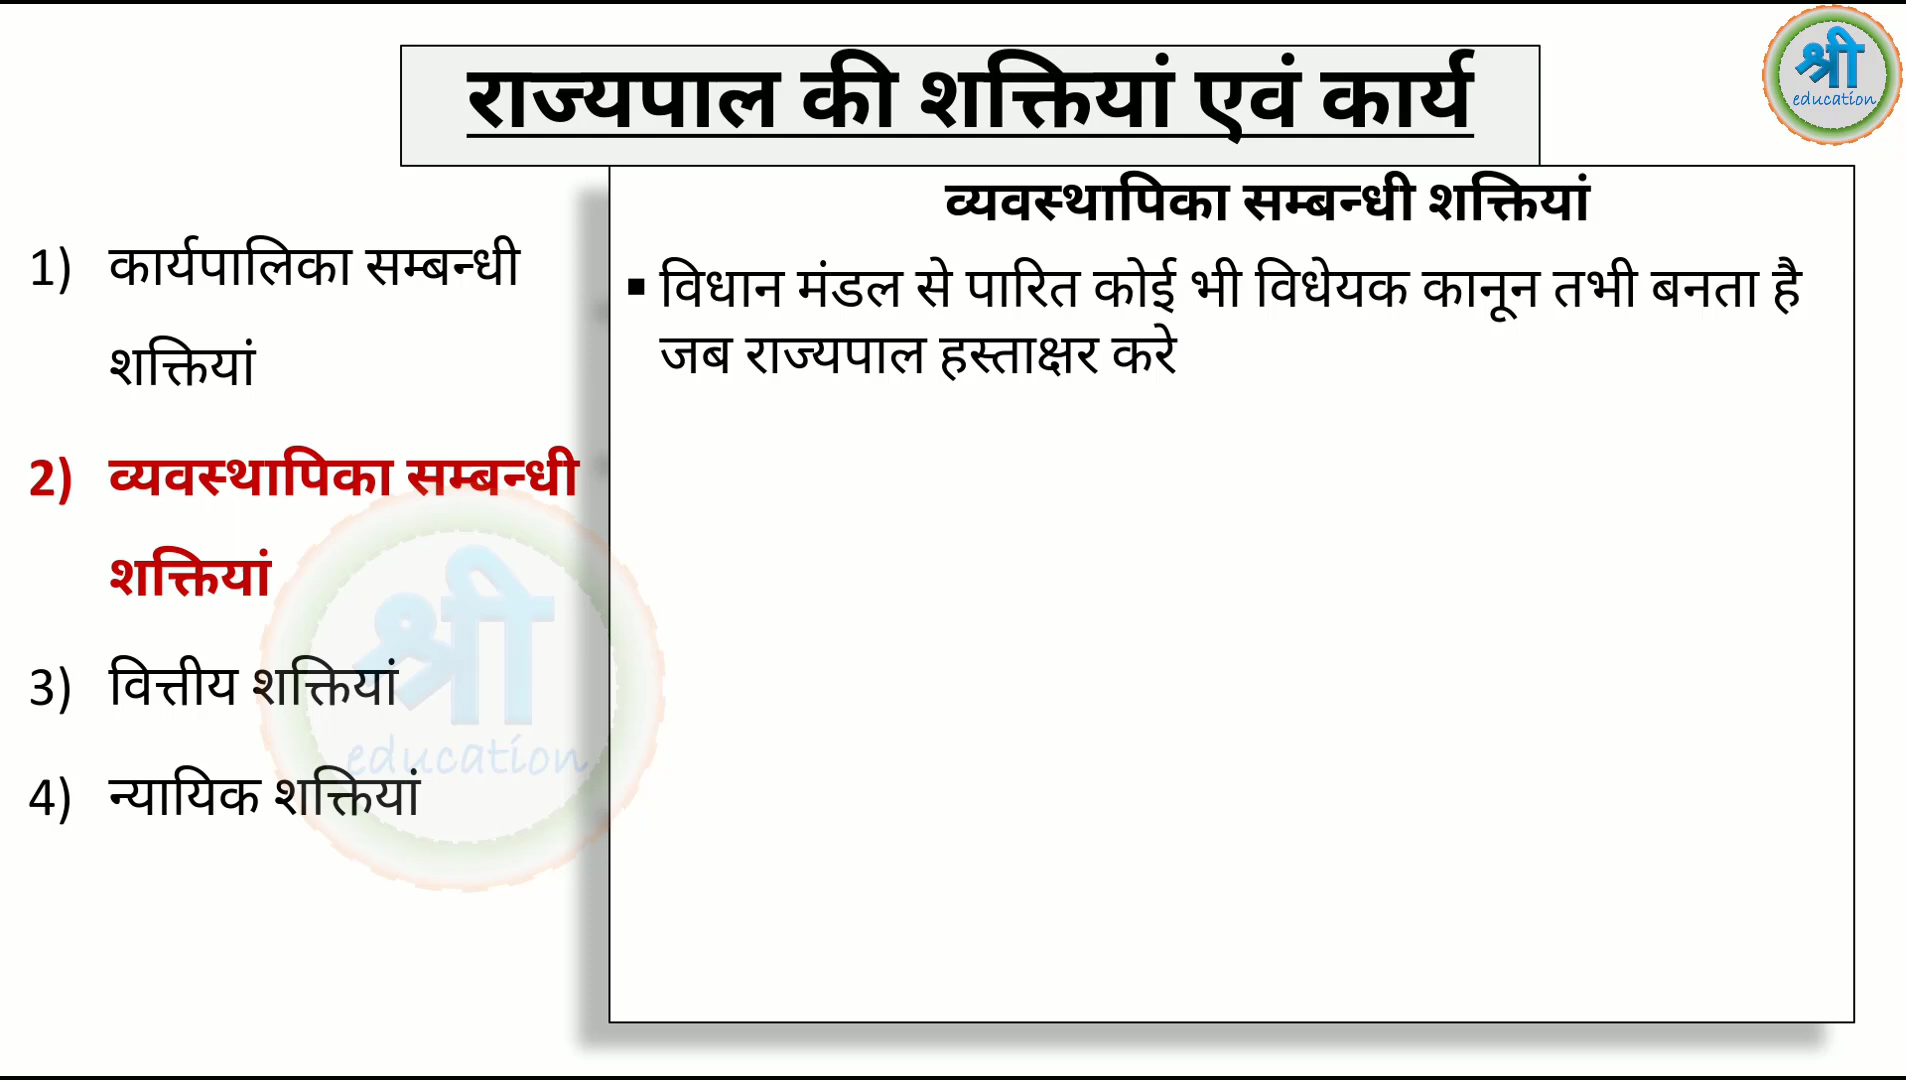 राज्यपाल की शक्तियां एवं कार्य
श्री
education
1) कार्यपालिका सम्बन्धी
शक्तियां
2) व्यवस्थापिका सम्बन्धी
शक्तियां
3) वित्तीय शक्तियां
4) न्यायिक शक्तियां
श्री
education
व्यवस्थापिका सम्बन्धी शक्तियां
▪ विधान मंडल से पारित कोई भी विधेयक कानून तभी बनता है
जब राज्यपाल हस्ताक्षर करे